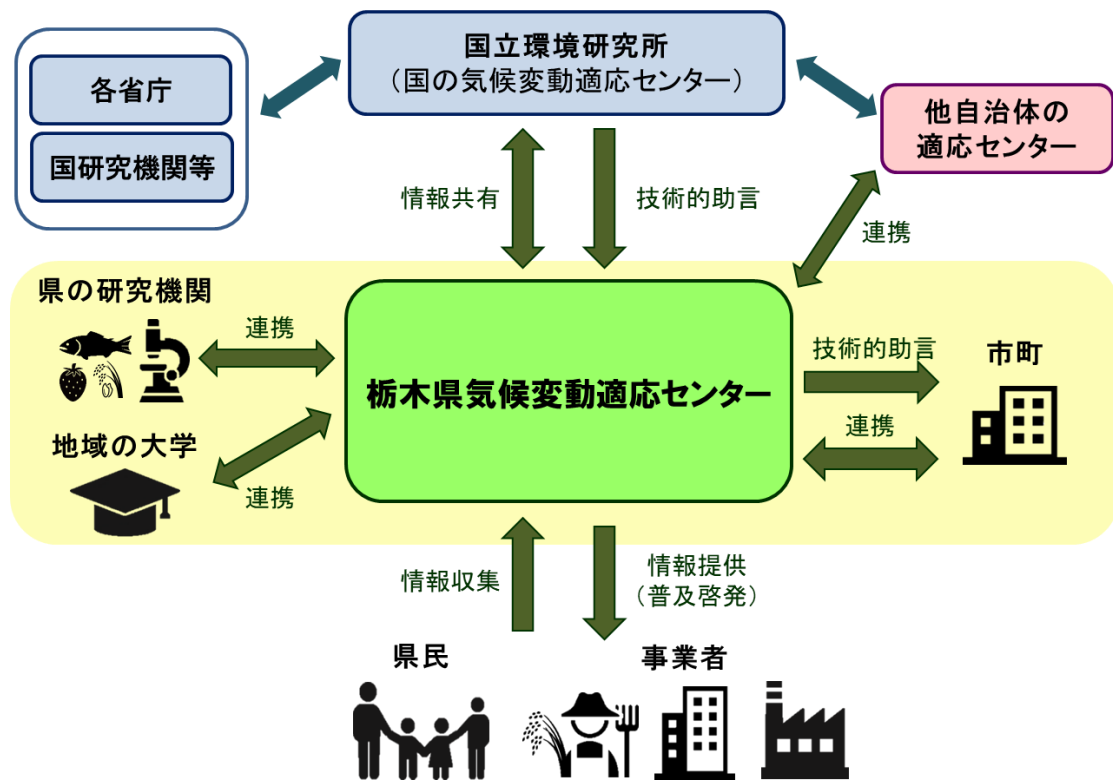 各省庁
国研究機関等
国立環境研究所
（国の気候変動適応センター）
他自治体の
適応センター
情報共有
技術的助言
連携
県の研究機関
連携
地域の大学
連携
栃木県気候変動適応センター
技術的助言
連携
市町
情報収集
情報提供
（普及啓発）
県民
事業者